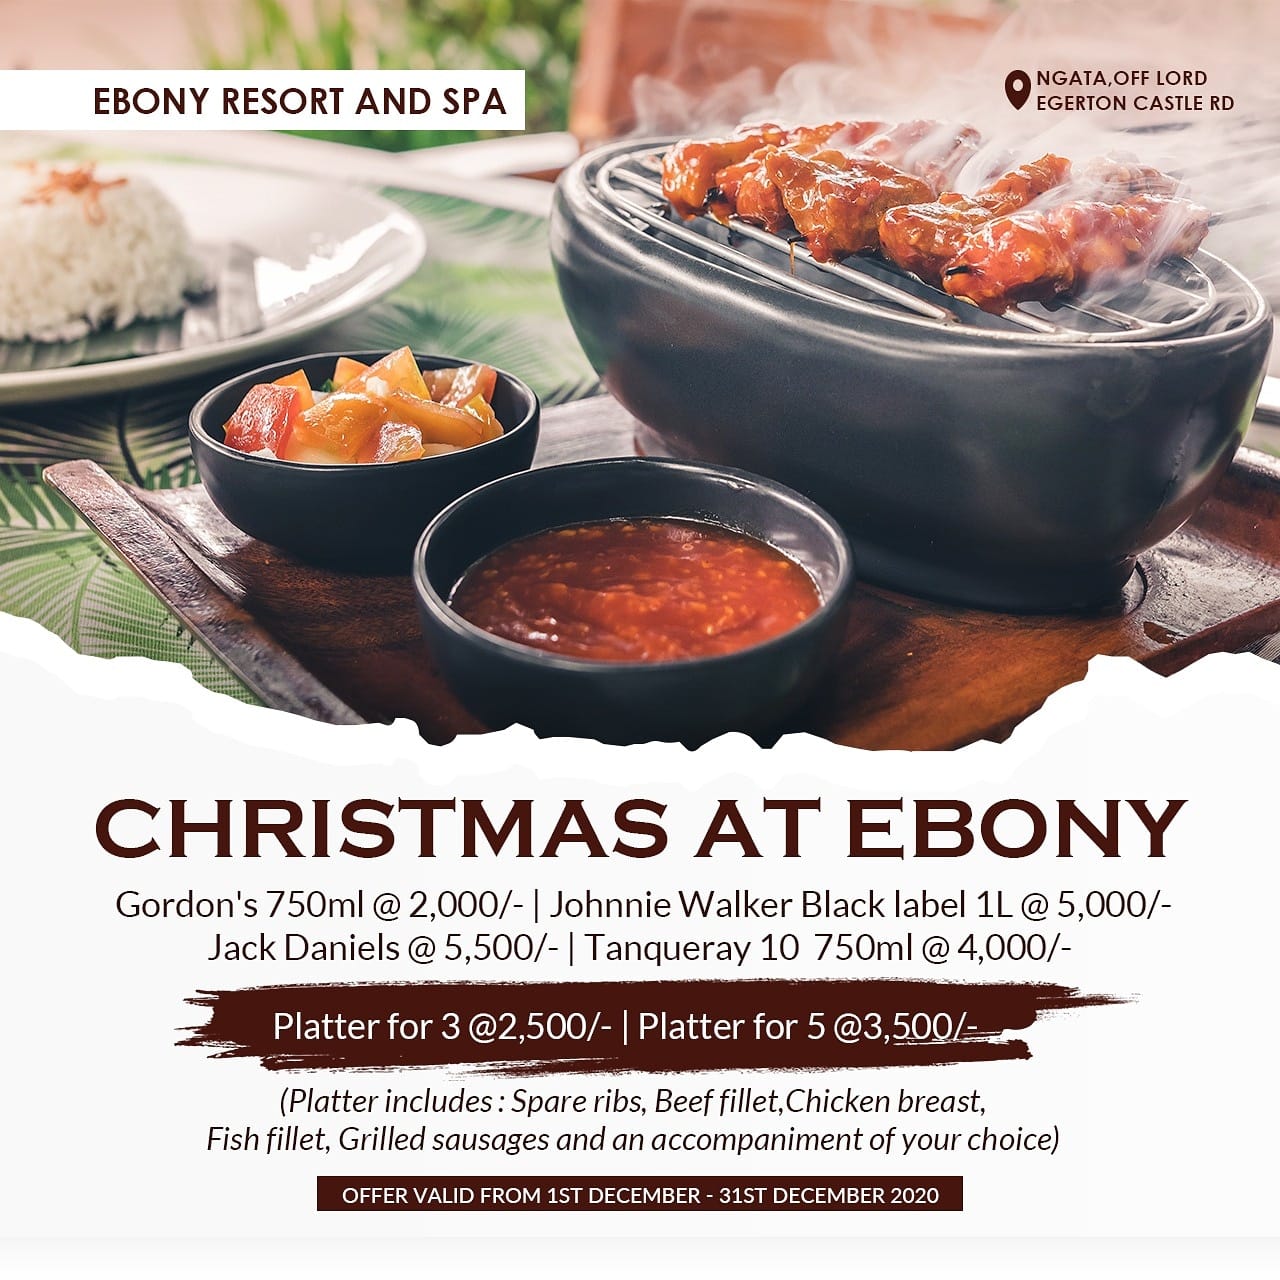 EBONY RESORT AND SPA
NGATA,OFF LORD
EGERTON CASTLE RD
CHRISTMAS AT EBONY
Gordon's 750ml @ 2,000/- | Johnnie Walker Black label 1L @ 5,000/-
Jack Daniels @ 5,500/- | Tanqueray 10 750ml @ 4,000/-
Platter for 3 @2,500/- | Platter for 5 @3,500/-
(Platter includes : Spare ribs, Beef fillet,Chicken breast,
Fish fillet, Grilled sausages and an accompaniment of your choice)
OFFER VALID FROM 1ST DECEMBER - 31ST DECEMBER 2020